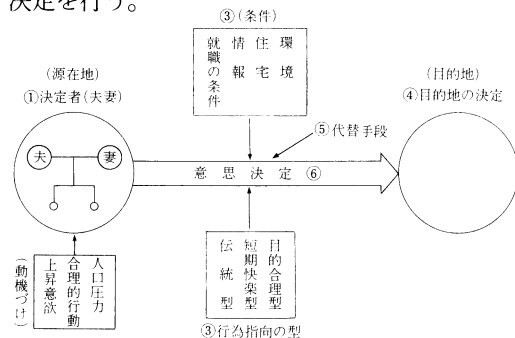 決定を行う。
③(条件)
環境
住宅
情報
就職の条件
(源在地)
①決定者(夫妻)
(目的地)
④目的地の決定
⑤代替手段
夫
妻
意思決定 ⑥
人口圧力
合理的行動
上昇意欲
(動機づけ)
目的合理型
短期快楽型
伝統型
③行為指向の型